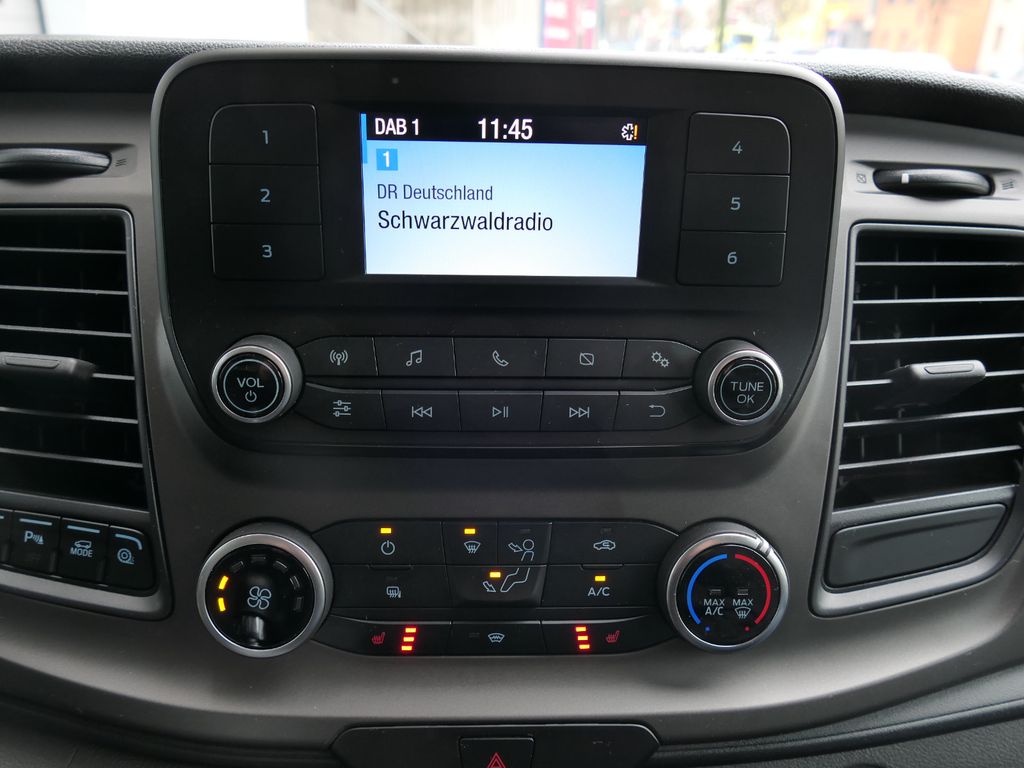 DAB 1 11:45
1
DR Deutschland
Schwarzwaldradio
1
2
3
4
5
6
VOL
TUNE
OK
P
MODE
A/C
MAX
A/C
MAX